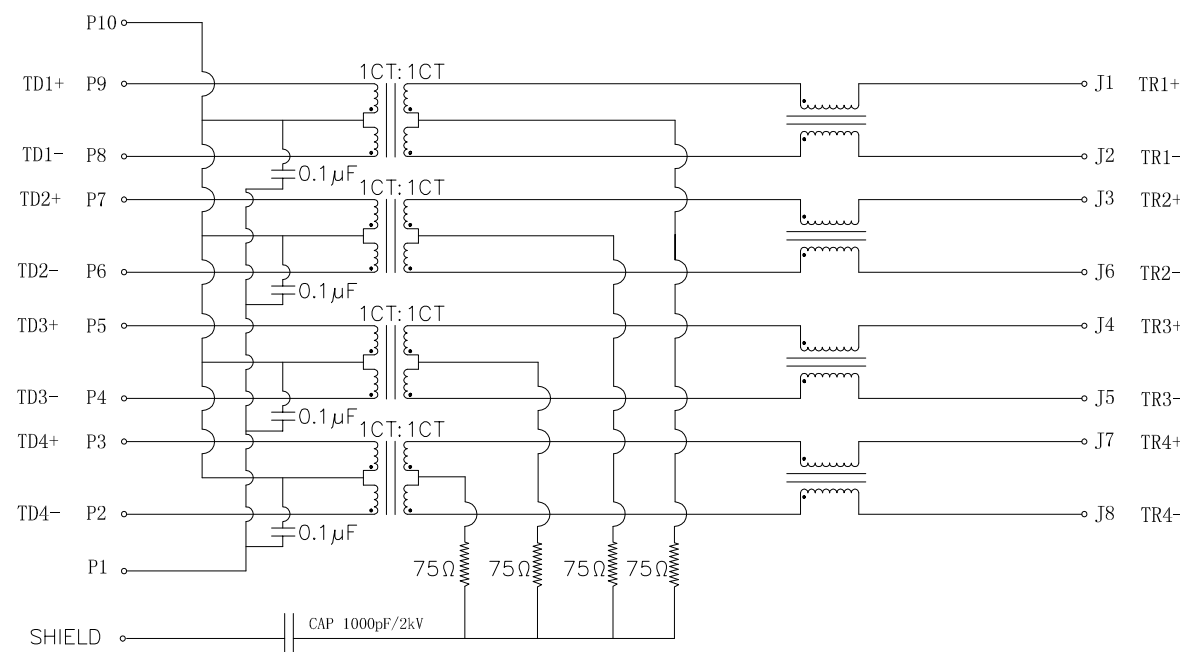 P10
1CT:1CT
TD1+ P9 J1 TR1+
TD1- P8 J2 TR1-
0.1μF
1CT:1CT
TD2+ P7 J3 TR2+
TD2- P6 J6 TR2-
0.1μF
1CT:1CT
TD3+ P5 J4 TR3+
TD3- P4 J5 TR3-
0.1μF
1CT:1CT
TD4+ P3 J7 TR4+
TD4- P2 J8 TR4-
0.1μF
P1
75Ω 75Ω 75Ω 75Ω
CAP 1000pF/2kV
SHIELD